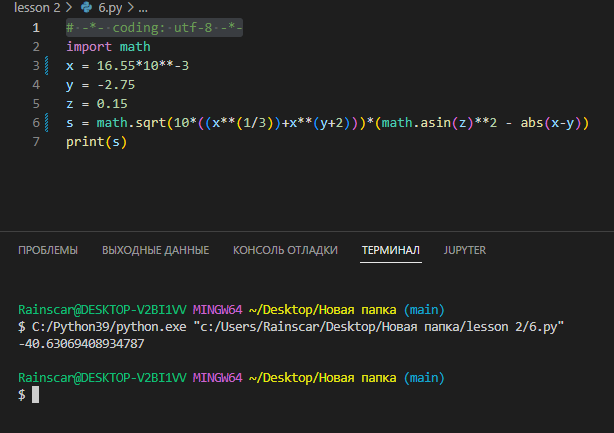 lesson 2 > 6.py > ...
1 # -*- coding: utf-8 -*-
2 import math
3 x = 16.55*10**-3
4 y = -2.75
5 z = 0.15
6 s = math.sqrt(10*((x**(1/3))+x**(y+2)))*(math.asin(z)**2 - abs(x-y))
7 print(s)
ПРОБЛЕМЫ ВЫХОДНЫЕ ДАННЫЕ КОНСОЛЬ ОТЛАДКИ ТЕРМИНАЛ JUPYTER
Rainscar@DESKTOP-V2BI1VV MINGW64 ~/Desktop/Новая папка (main)
$ C:/Python39/python.exe "c:/Users/Rainscar/Desktop/Новая папка/lesson 2/6.py"
-40.63069408934787
Rainscar@DESKTOP-V2BI1VV MINGW64 ~/Desktop/Новая папка (main)
$